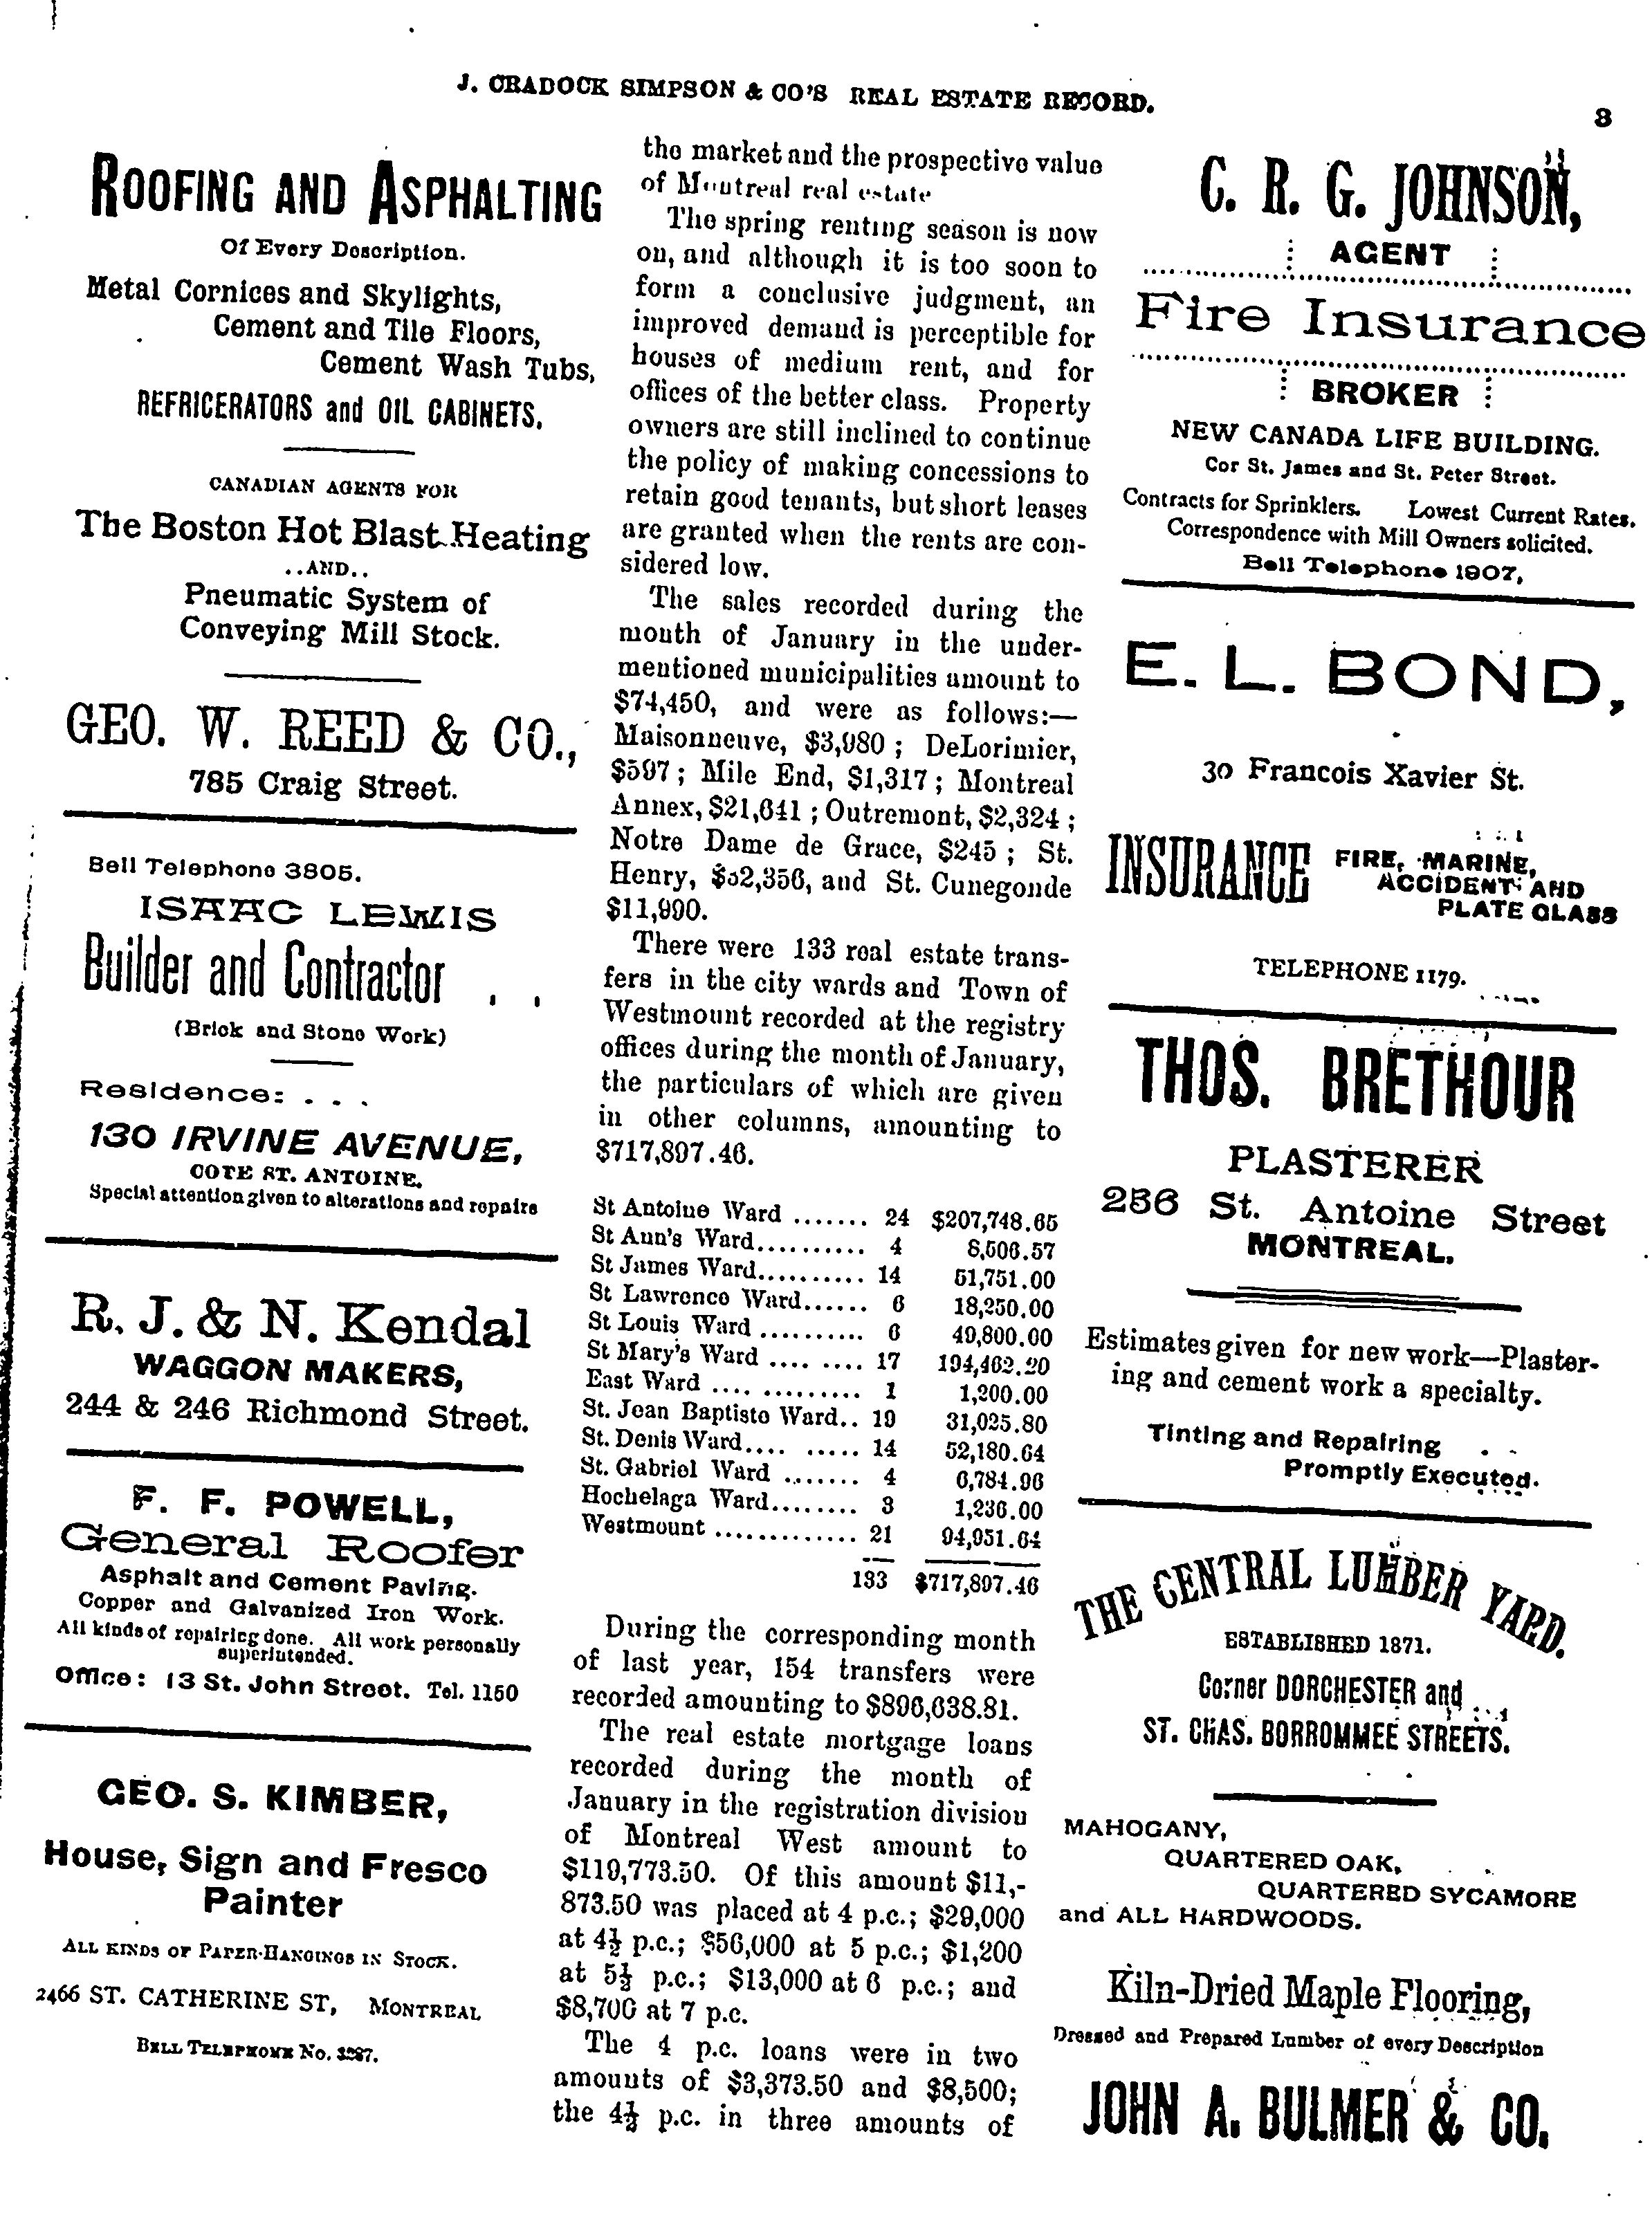 J. CRADOCK SIMPSON & CO'S REAL ESTATE RECORD.
3
ROOFING AND ASPHALTING
Of Every Description.
Metal Cornices and Skylights,
Cement and Tile Floors,
Cement Wash Tubs,
REFRIGERATORS and OIL CABINETS.
CANADIAN AGENTS FOR
The Boston Hot Blast Heating
..AND..
Pneumatic System of
Conveying Mill Stock.
GEO. W. REED & CO.,
785 Craig Street.
Bell Telephone 3805.
ISAAC LEWIS
Builder and Contractor . .
(Brick and Stone Work)
Residence: . . .
130 IRVINE AVENUE,
COTE ST. ANTOINE.
Special attention given to alterations and repairs
R. J. & N. Kendal
WAGGON MAKERS,
244 & 246 Richmond Street.
F. F. POWELL,
General Roofer
Asphalt and Cement Paving.
Copper and Galvanized Iron Work.
All kinds of repairing done. All work personally
superintended.
Office: 13 St. John Street. Tel. 1150
GEO. S. KIMBER,
House, Sign and Fresco
Painter
ALL KINDS OF PAPER-HANGINGS IN STOCK.
2466 ST. CATHERINE ST, MONTREAL
BELL TELEPHONE No.
the market and the prospective value
of Montreal real estate
The spring renting season is now
on, and although it is too soon to
form a conclusive judgment, an
improved demand is perceptible for
houses of medium rent, and for
offices of the better class. Property
owners are still inclined to continue
the policy of making concessions to
retain good tenants, but short leases
are granted when the rents are con-
sidered low.
The sales recorded during the
month of January in the under-
mentioned municipalities amount to
$74,450, and were as follows:—
Maisonneuve, $3,980 ; DeLorimier,
$597 ; Mile End, $1,317 ; Montreal
Annex, $21,641 ; Outremont, $2,324 ;
Notre Dame de Grace, $245 ; St.
Henry, $32,356, and St. Cunegonde
$11,990.
There were 133 real estate trans-
fers in the city wards and Town of
Westmount recorded at the registry
offices during the month of January,
the particulars of which are given
in other columns, amounting to
$717,897.46.
St Antoine Ward ....... 24 $207,748.65
St Ann's Ward.......... 4 8,506.57
St James Ward.......... 14 51,751.00
St Lawrence Ward...... 6 18,250.00
St Louis Ward .......... 6 49,800.00
St Mary's Ward .... .... 17 194,462.20
East Ward .... ......... 1 1,200.00
St. Jean Baptiste Ward.. 19 31,025.80
St. Denis Ward.... ..... 14 52,180.64
St. Gabriel Ward ....... 4 6,784.96
Hochelaga Ward........ 3 1,236.00
Westmount ............. 21 94,951.64
133 $717,897.46
During the corresponding month
of last year, 154 transfers were
recorded amounting to $896,638.81.
The real estate mortgage loans
recorded during the month of
January in the registration division
of Montreal West amount to
$119,773.50. Of this amount $11,-
873.50 was placed at 4 p.c.; $29,000
at 4½ p.c.; $56,000 at 5 p.c.; $1,200
at 5½ p.c.; $13,000 at 6 p.c.; and
$8,700 at 7 p.c.
The 4 p.c. loans were in two
amounts of $3,373.50 and $8,500;
the 4½ p.c. in three amounts of
C. R. G. JOHNSON,
AGENT
Fire Insurance
BROKER
NEW CANADA LIFE BUILDING.
Cor St. James and St. Peter Street.
Contracts for Sprinklers. Lowest Current Rates.
Correspondence with Mill Owners solicited.
Bell Telephone 1907,
E. L. BOND,
30 Francois Xavier St.
INSURANCE FIRE, MARINE,
ACCIDENT AND
PLATE GLASS
TELEPHONE 1179.
THOS. BRETHOUR
PLASTERER
256 St. Antoine Street
MONTREAL.
Estimates given for new work—Plaster-
ing and cement work a specialty.
Tinting and Repairing
Promptly Executed.
THE CENTRAL LUMBER YARD.
ESTABLISHED 1871.
Corner DORCHESTER and
ST. CHAS. BORROMMEE STREETS.
MAHOGANY,
QUARTERED OAK,
QUARTERED SYCAMORE
and ALL HARDWOODS.
Kiln-Dried Maple Flooring,
Dressed and Prepared Lumber of every Description
JOHN A. BULMER & CO.